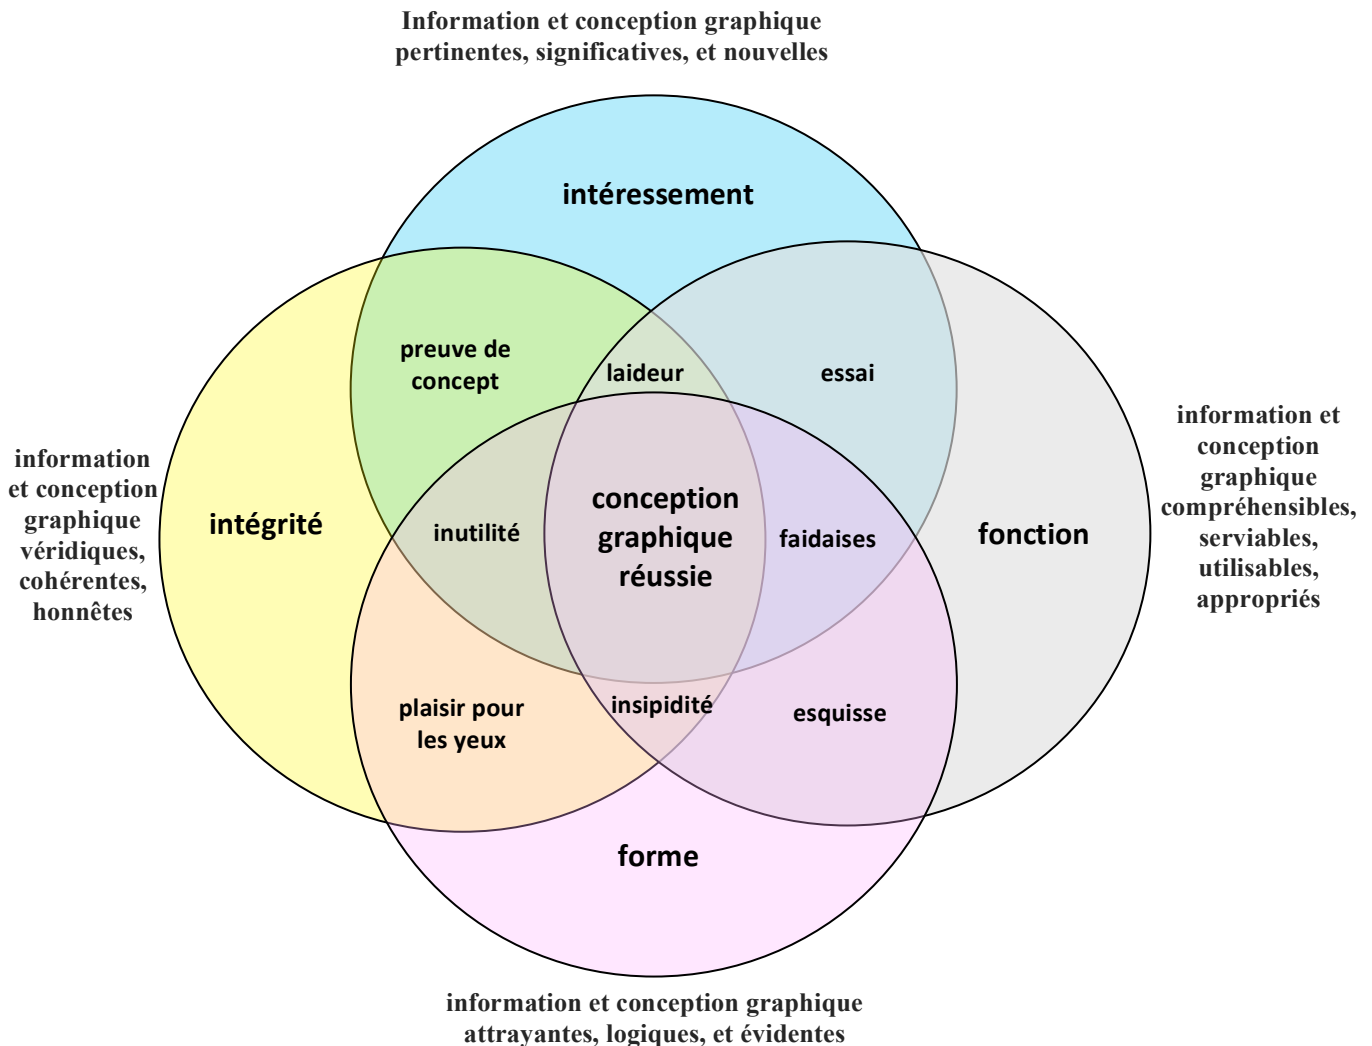 Information et conception graphique
pertinentes, significatives, et nouvelles
intéressement
preuve de
concept
laideur
essai
information
et conception
graphique
véridiques,
cohérentes,
honnêtes
intégrité
inutilité
conception
graphique
réussie
faidaises
fonction
information et
conception
graphique
compréhensibles,
serviables,
utilisables,
appropriés
plaisir pour
les yeux
insipidité
esquisse
forme
information et conception graphique
attrayantes, logiques, et évidentes